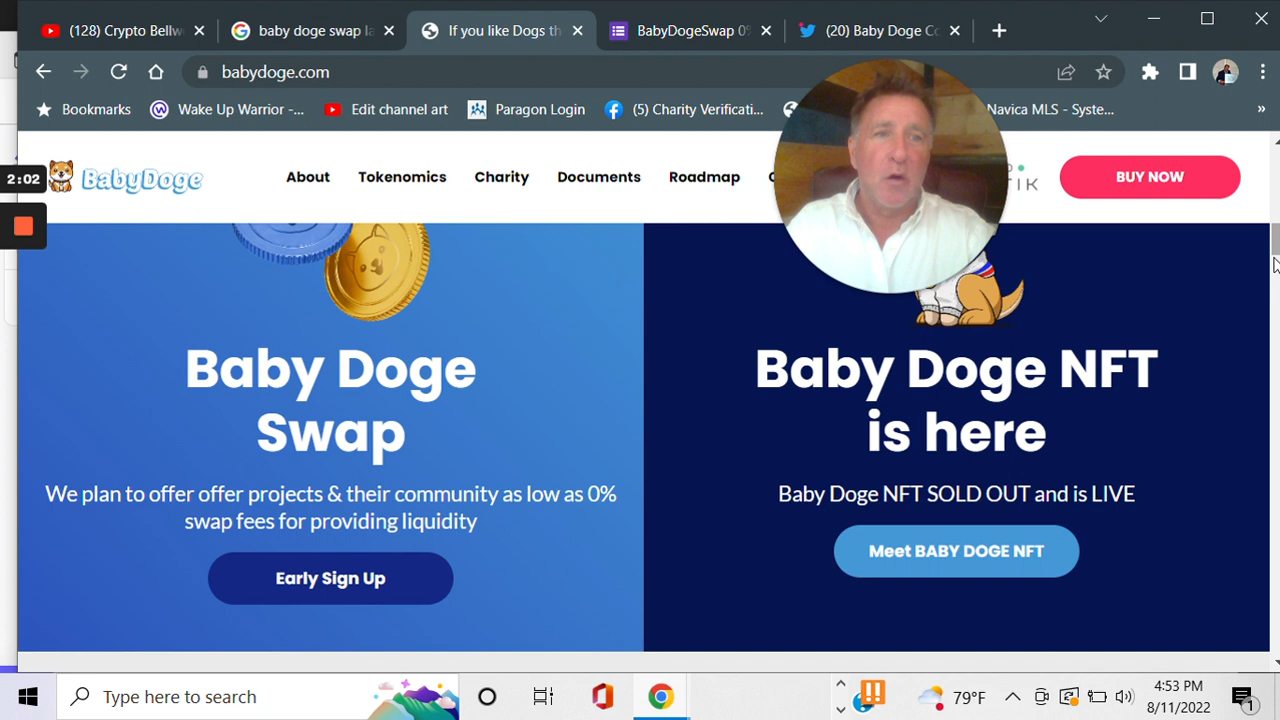 (128) Crypto Bellw
baby doge swap la
If you like Dogs th
BabyDogeSwap 0%
(20) Baby Doge Co
babydoge.com
Bookmarks
Wake Up Warrior -...
Edit channel art
Paragon Login
(5) Charity Verificati...
Navica MLS - Syste...
2:02
BabyDoge
About
Tokenomics
Charity
Documents
Roadmap
TIK
BUY NOW
Baby Doge
Swap
We plan to offer offer projects & their community as low as 0%
swap fees for providing liquidity
Early Sign Up
Baby Doge NFT
is here
Baby Doge NFT SOLD OUT and is LIVE
Meet BABY DOGE NFT
Type here to search
79°F
4:53 PM
8/11/2022
1